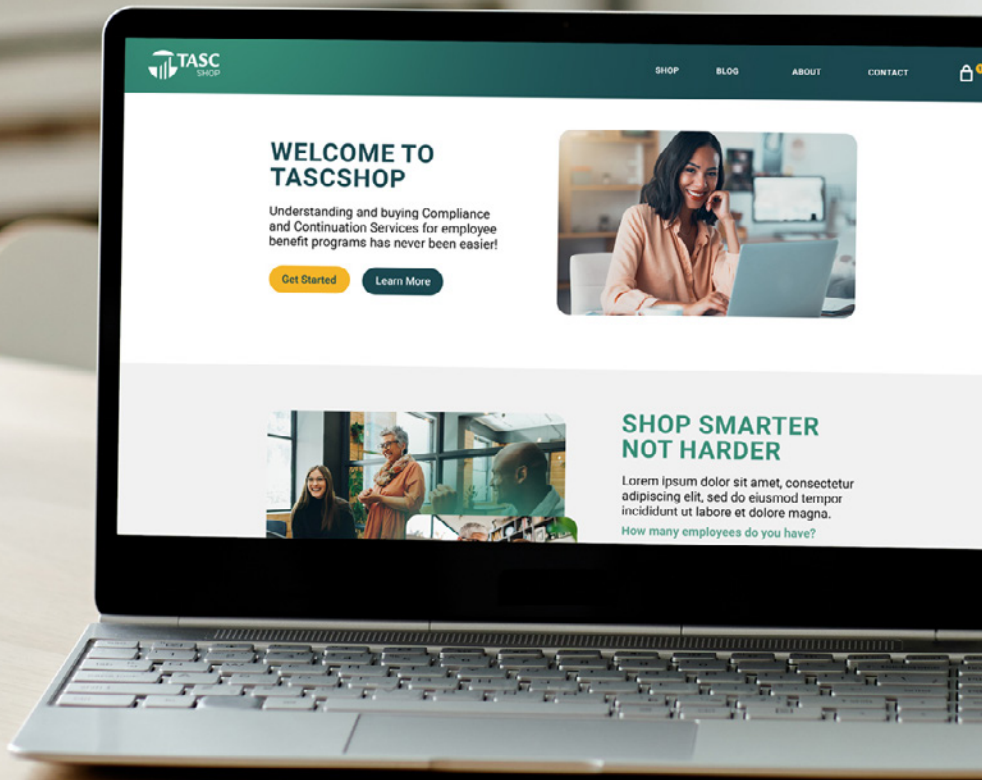 TASC
SHOP
SHOP BLOG ABOUT CONTACT
WELCOME TO
TASCSHOP
Understanding and buying Compliance
and Continuation Services for employee
benefit programs has never been easier!
Get Started Learn More
SHOP SMARTER
NOT HARDER
Lorem ipsum dolor sit amet, consectetur
adipiscing elit, sed do eiusmod tempor
incididunt ut labore et dolore magna.
How many employees do you have?